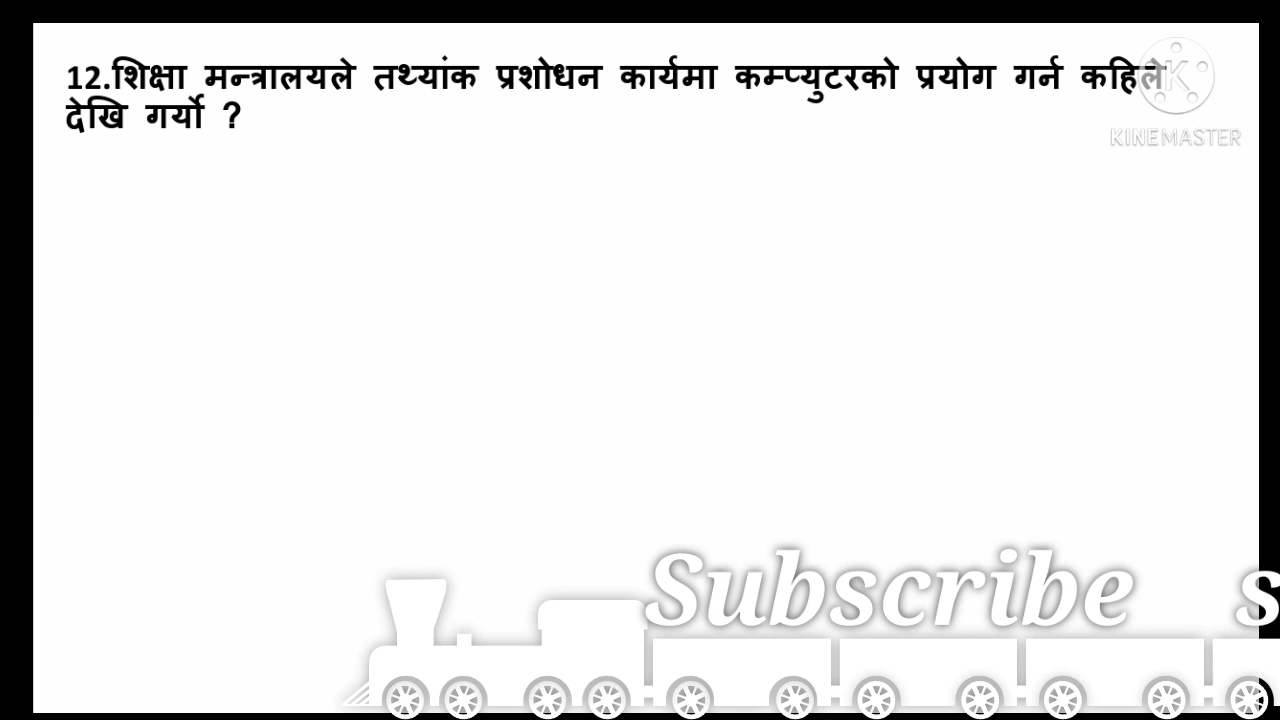 12.शिक्षा मन्त्रालयले तथ्यांक प्रशोधन कार्यमा कम्प्युटरको प्रयोग गर्न कहिले
देखि गर्यो ?
K
KINEMASTER
Subscribe s